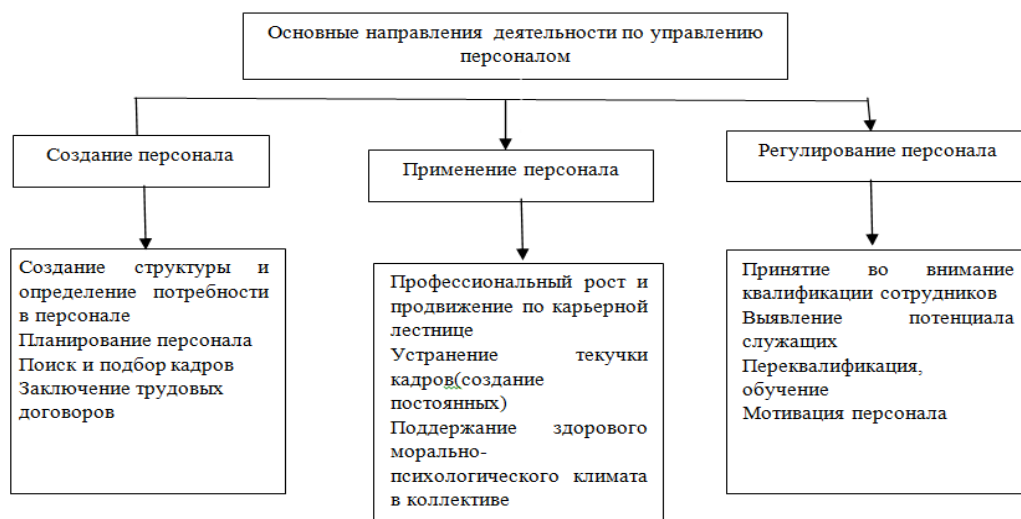 Основные направления деятельности по управлению
персоналом
Создание персонала
Применение персонала
Регулирование персонала
Создание структуры и
определение потребности
в персонале
Планирование персонала
Поиск и подбор кадров
Заключение трудовых
договоров
Профессиональный рост и
продвижение по карьерной
лестнице
Устранение текучки
кадров(создание
постоянных)
Поддержание здорового
морально-
психологического климата
в коллективе
Принятие во внимание
квалификации сотрудников
Выявление потенциала
служащих
Переквалификация,
обучение
Мотивация персонала